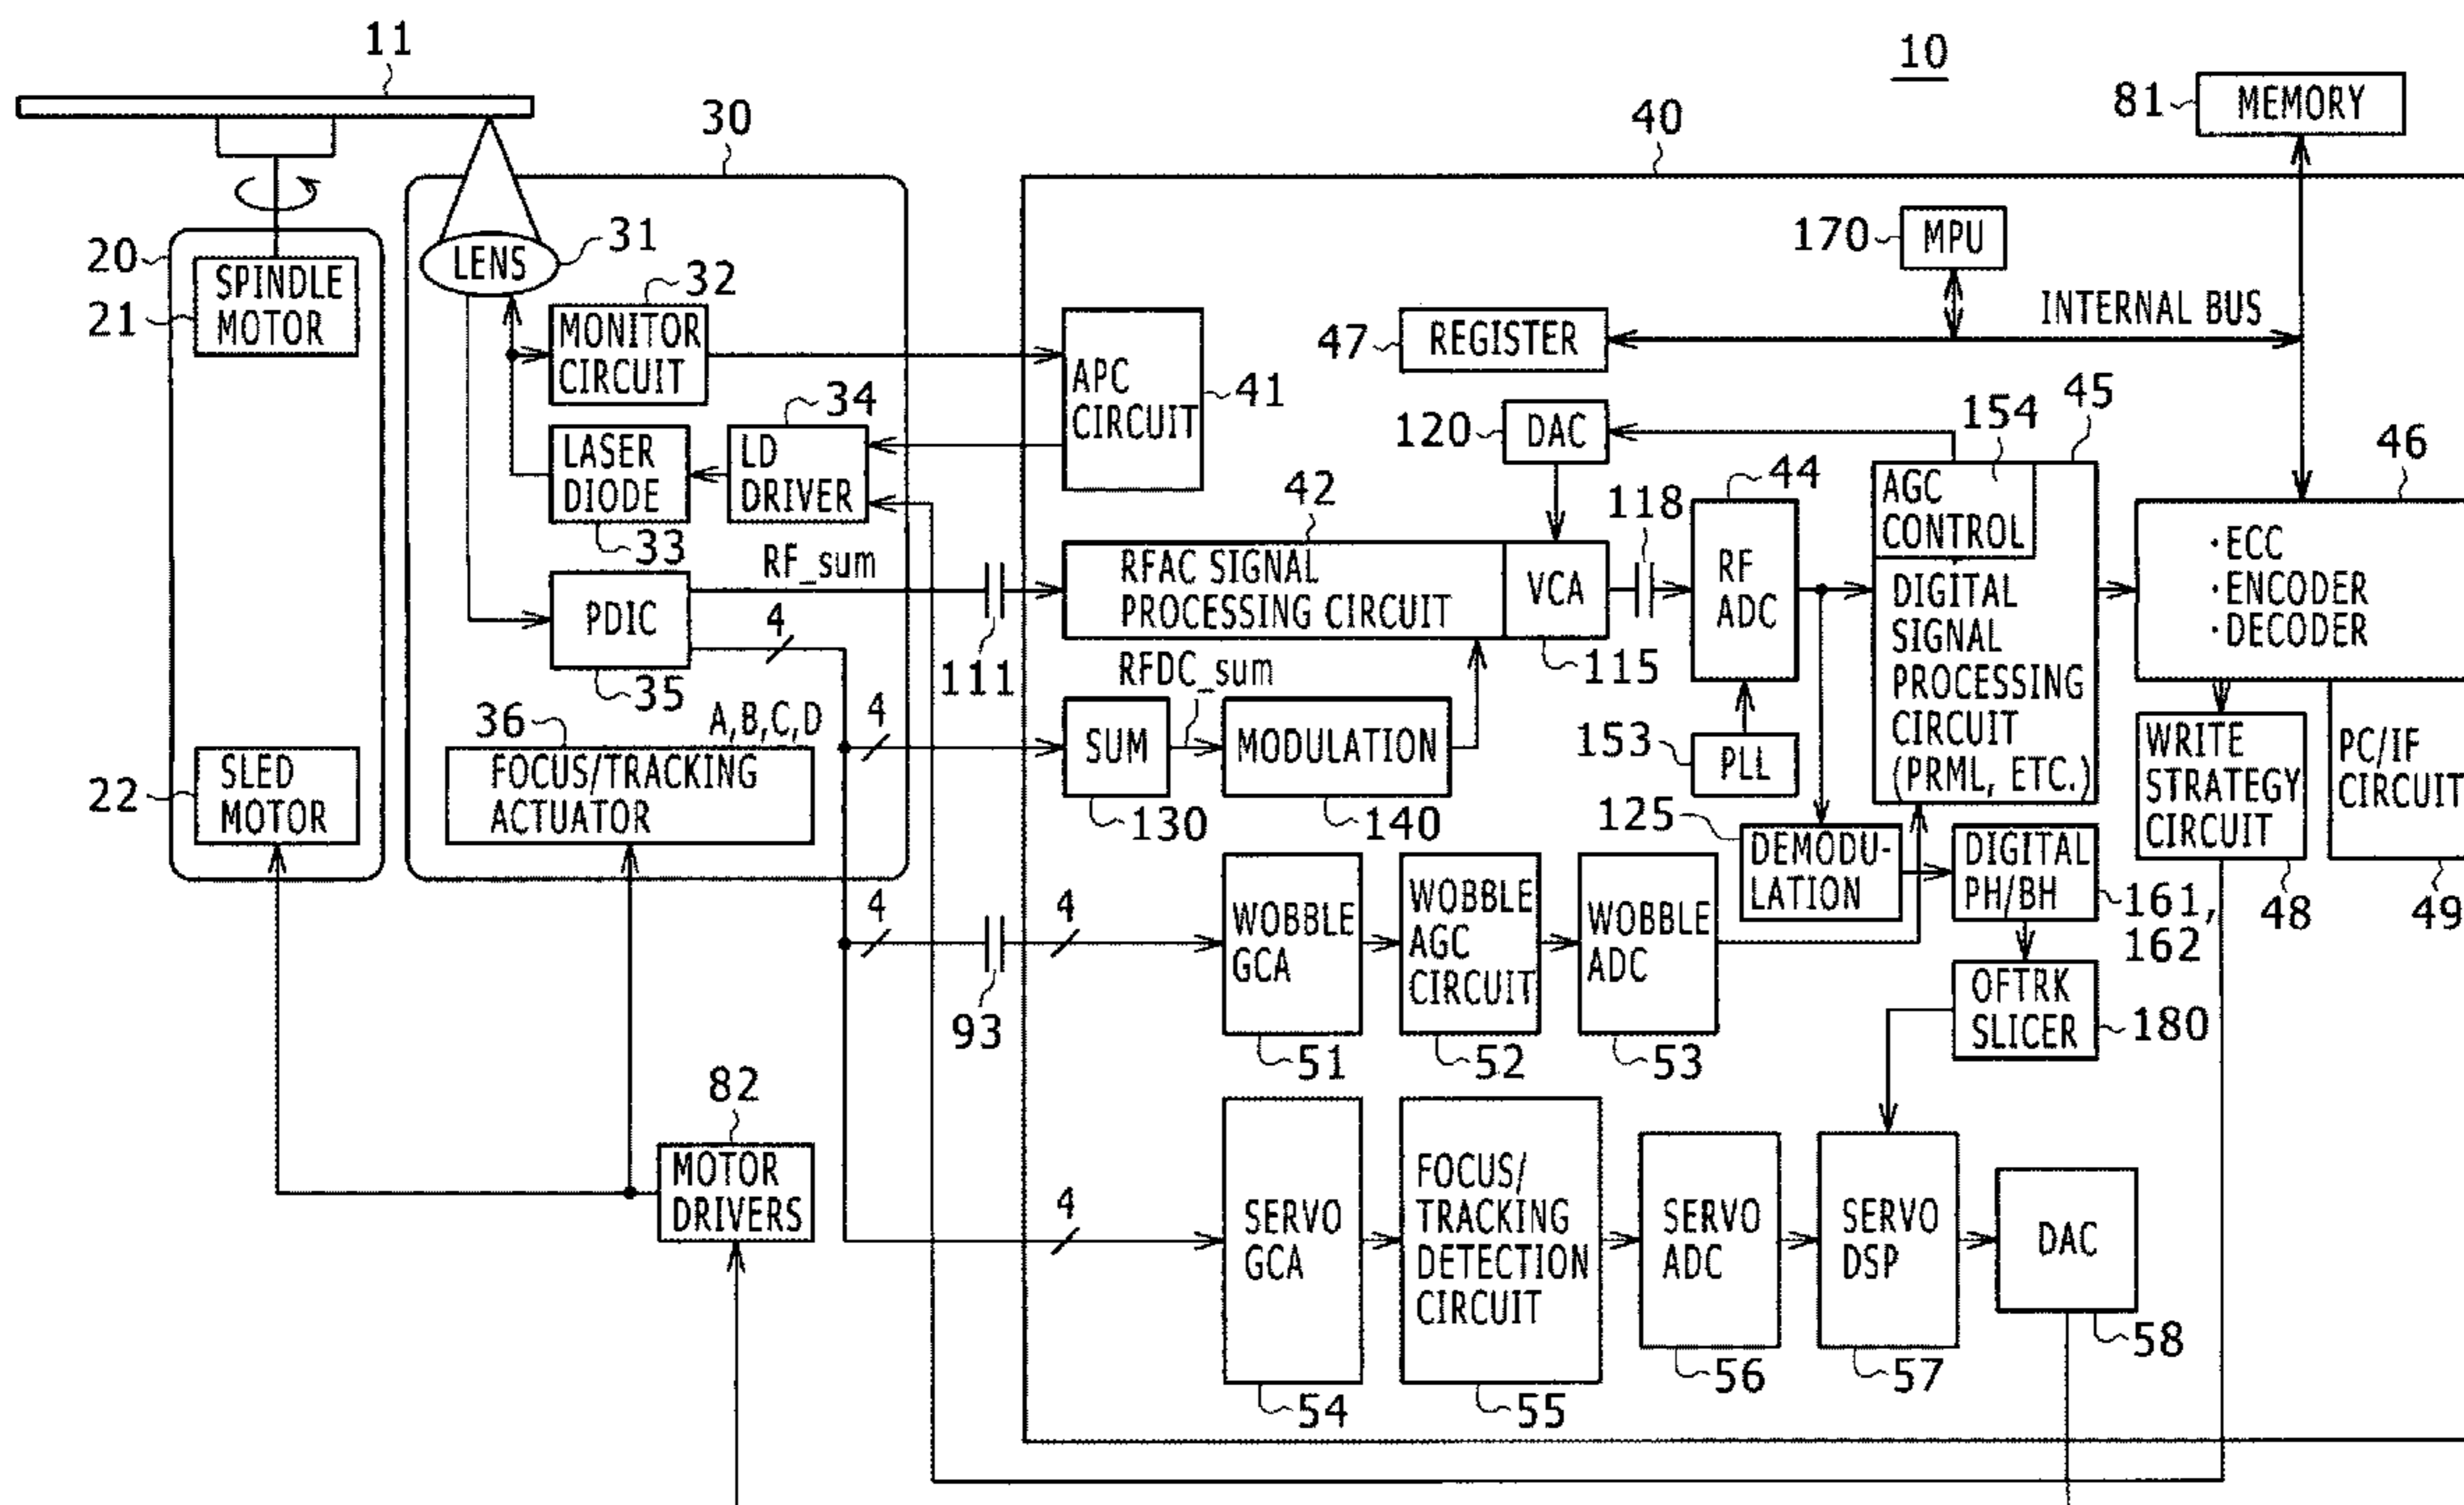 10
11
30
40
81
MEMORY
20
SPINDLE
MOTOR
21
LENS
31
32
MONITOR
CIRCUIT
170
MPU
INTERNAL BUS
47
REGISTER
APC
CIRCUIT
41
34
LASER
DIODE
33
LD
DRIVER
120
DAC
154
45
46
AGC
CONTROL
42
118
44
RF_sum
RFAC SIGNAL
PROCESSING CIRCUIT
VCA
RF
ADC
DIGITAL
SIGNAL
PROCESSING
CIRCUIT
(PRML, ETC.)
·ECC
·ENCODER
·DECODER
PDIC
35
4
111
RFDC_sum
115
36
A,B,C,D
4
SUM
130
MODULATION
140
153
PLL
WRITE
STRATEGY
CIRCUIT
48
PC/IF
CIRCUIT
49
22
SLED
MOTOR
FOCUS/TRACKING
ACTUATOR
125
DEMODU-
LATION
DIGITAL
PH/BH
161,
162
4
93
4
WOBBLE
GCA
51
WOBBLE
AGC
CIRCUIT
52
WOBBLE
ADC
53
OFTRK
SLICER
180
82
MOTOR
DRIVERS
4
SERVO
GCA
54
FOCUS/
TRACKING
DETECTION
CIRCUIT
55
SERVO
ADC
56
SERVO
DSP
57
DAC
58